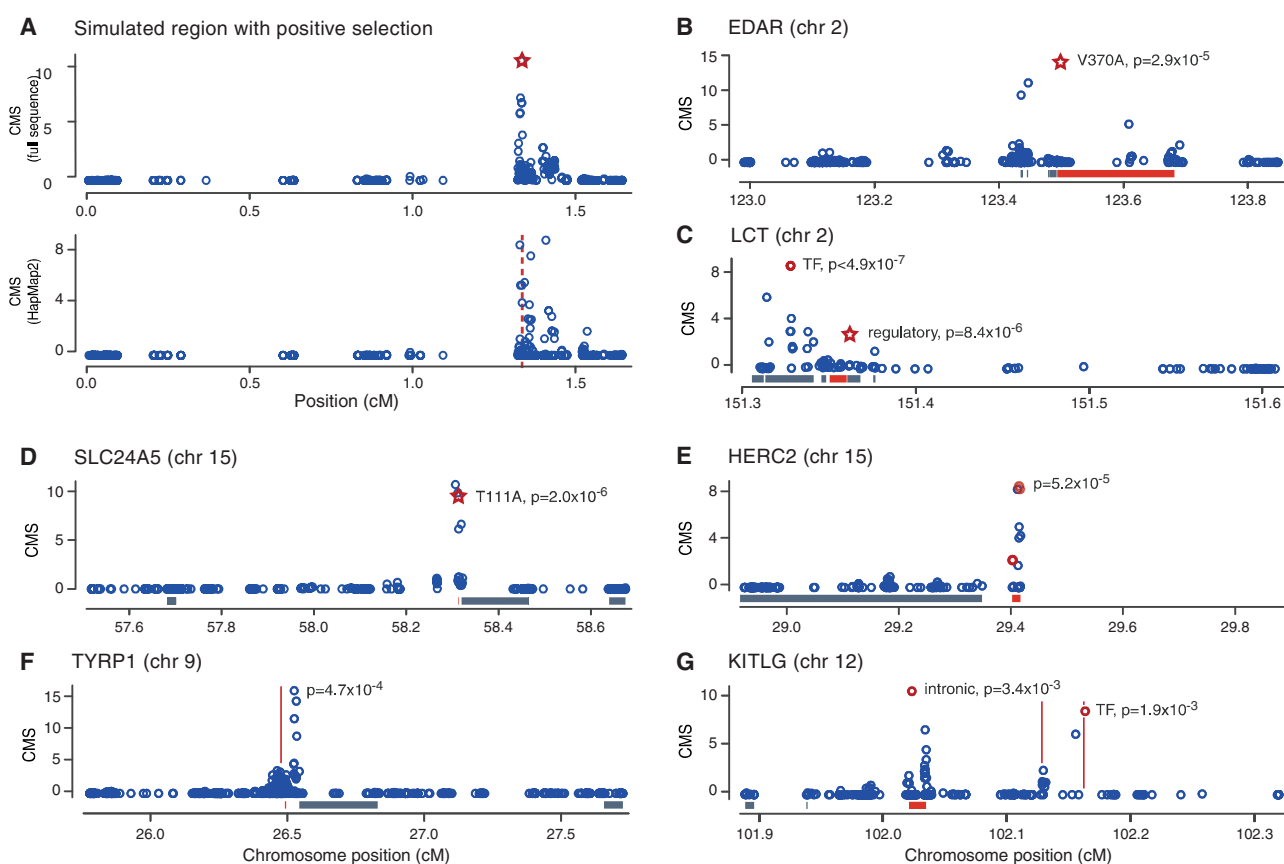 A Simulated region with positive selection
CMS
(full sequence)
10
5
0
0.0 0.5 1.0 1.5
CMS
(HapMap2)
8
4
0
0.0 0.5 1.0 1.5
Position (cM)
B EDAR (chr 2)
CMS
15
10
5
0
V370A, p=2.9x10-5
123.0 123.2 123.4 123.6 123.8
C LCT (chr 2)
CMS
8
4
0
TF, p<4.9x10-7
regulatory, p=8.4x10-6
151.3 151.4 151.5 151.6
D SLC24A5 (chr 15)
CMS
10
5
0
T111A, p=2.0x10-6
57.6 57.8 58.0 58.2 58.4 58.6
E HERC2 (chr 15)
CMS
8
4
0
p=5.2x10-5
29.0 29.2 29.4 29.6 29.8
F TYRP1 (chr 9)
CMS
15
10
5
0
p=4.7x10-4
26.0 26.5 27.0 27.5
Chromosome position (cM)
G KITLG (chr 12)
CMS
10
5
0
intronic, p=3.4x10-3
TF, p=1.9x10-3
101.9 102.0 102.1 102.2 102.3
Chromosome position (cM)